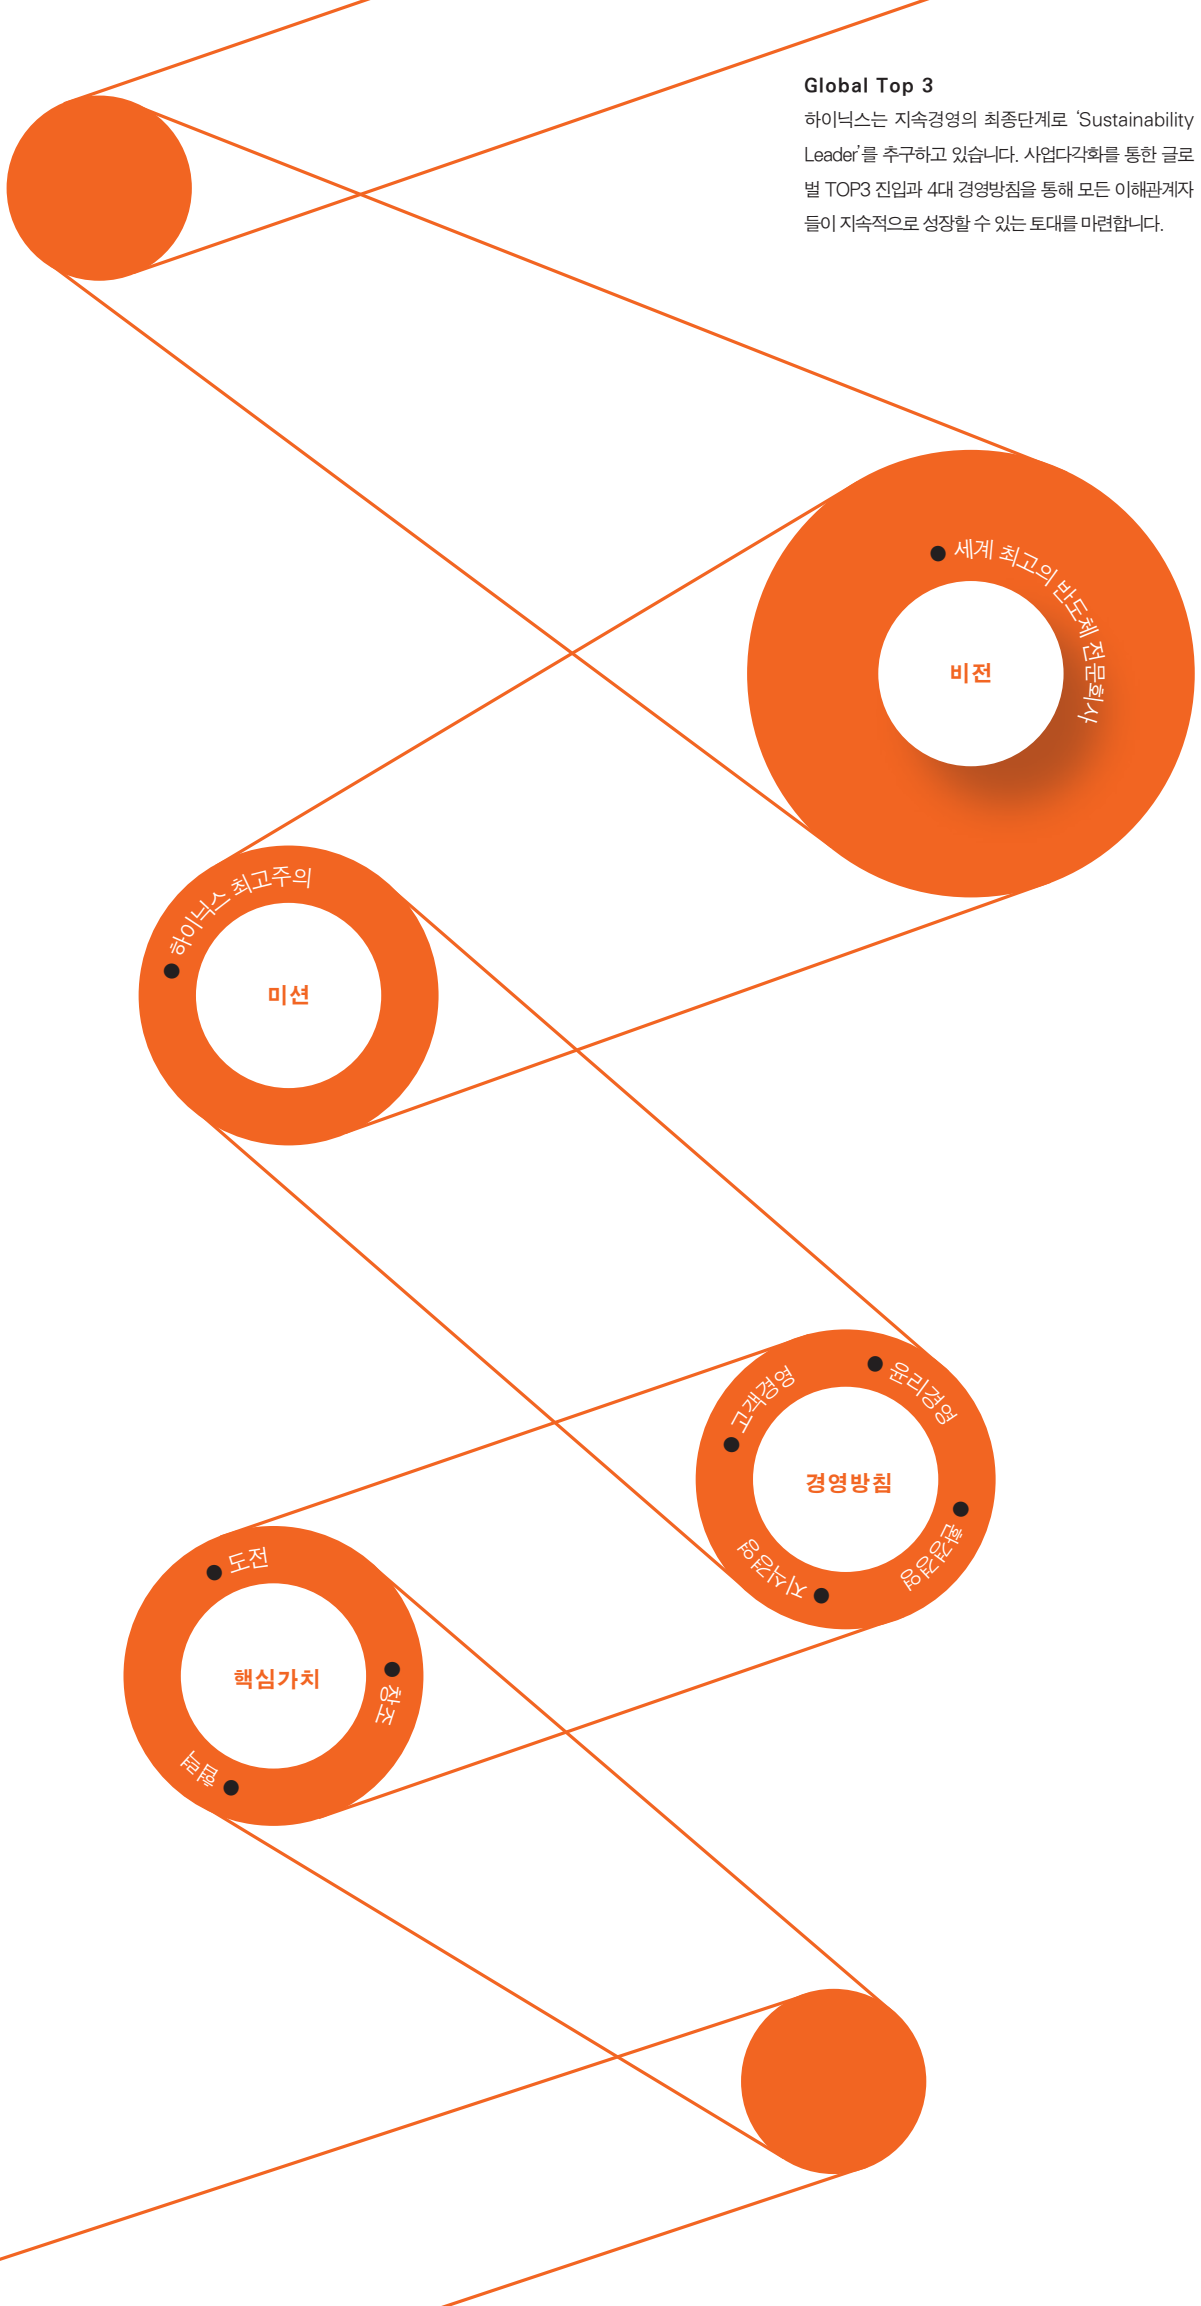 Global Top 3
하이닉스는 지속경영의 최종단계로 ‘Sustainability
Leader’를 추구하고 있습니다. 사업다각화를 통한 글로
벌 TOP3 진입과 4대 경영방침을 통해 모든 이해관계자
들이 지속적으로 성장할 수 있는 토대를 마련합니다.
● 세계 최고의 반도체 전문회사
비전
● 하이닉스 최고주의
미션
● 고객경영
● 윤리경영
경영방침
● 환경경영
● 지식경영
● 도전
핵심가치
● 창조
● 협력